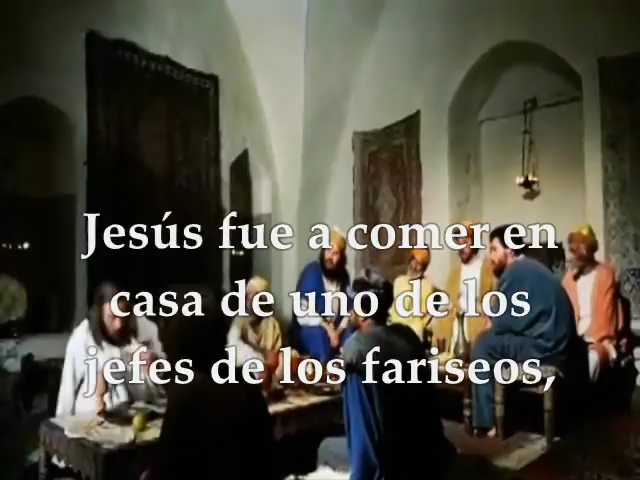 Jesús fue a comer en
casa de uno de los
jefes de los fariseos,